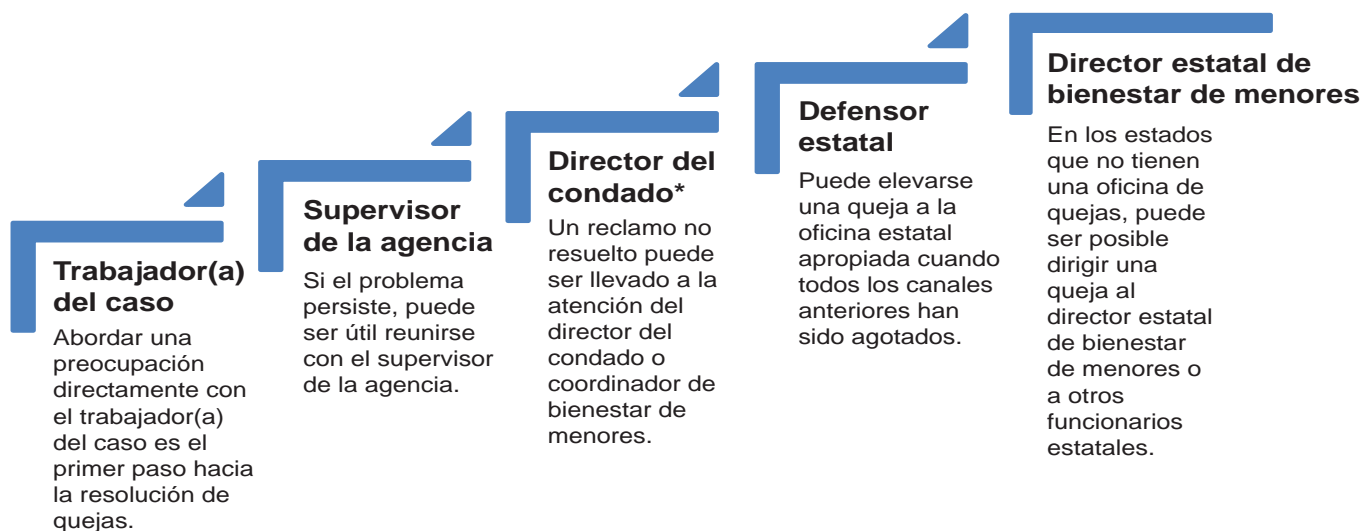 Trabajador(a)
del caso
Abordar una
preocupación
directamente con
el trabajador(a)
del caso es el
primer paso hacia
la resolución de
quejas.
Supervisor
de la agencia
Si el problema
persiste, puede
ser útil reunirse
con el supervisor
de la agencia.
Director del
condado*
Un reclamo no
resuelto puede
ser llevado a la
atención del
director del
condado o
coordinador de
bienestar de
menores.
Defensor
estatal
Puede elevarse
una queja a la
oficina estatal
apropiada cuando
todos los canales
anteriores han
sido agotados.
Director estatal de
bienestar de menores
En los estados
que no tienen
una oficina de
quejas, puede
ser posible
dirigir una
queja al
director estatal
de bienestar
de menores o
a otros
funcionarios
estatales.